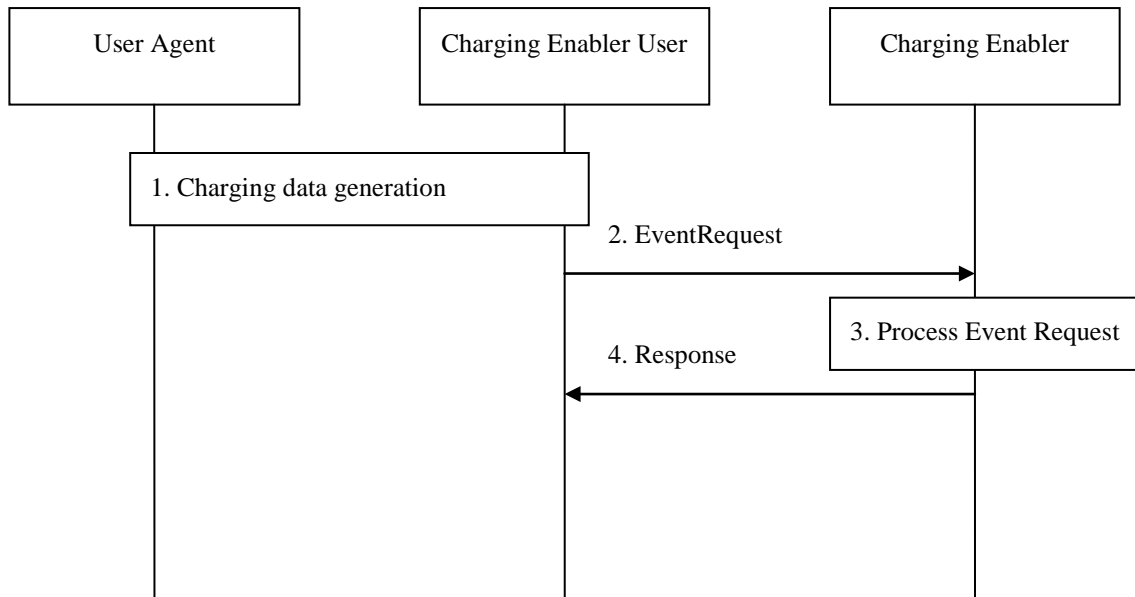 User Agent
Charging Enabler User
Charging Enabler
1. Charging data generation
2. EventRequest
3. Process Event Request
4. Response